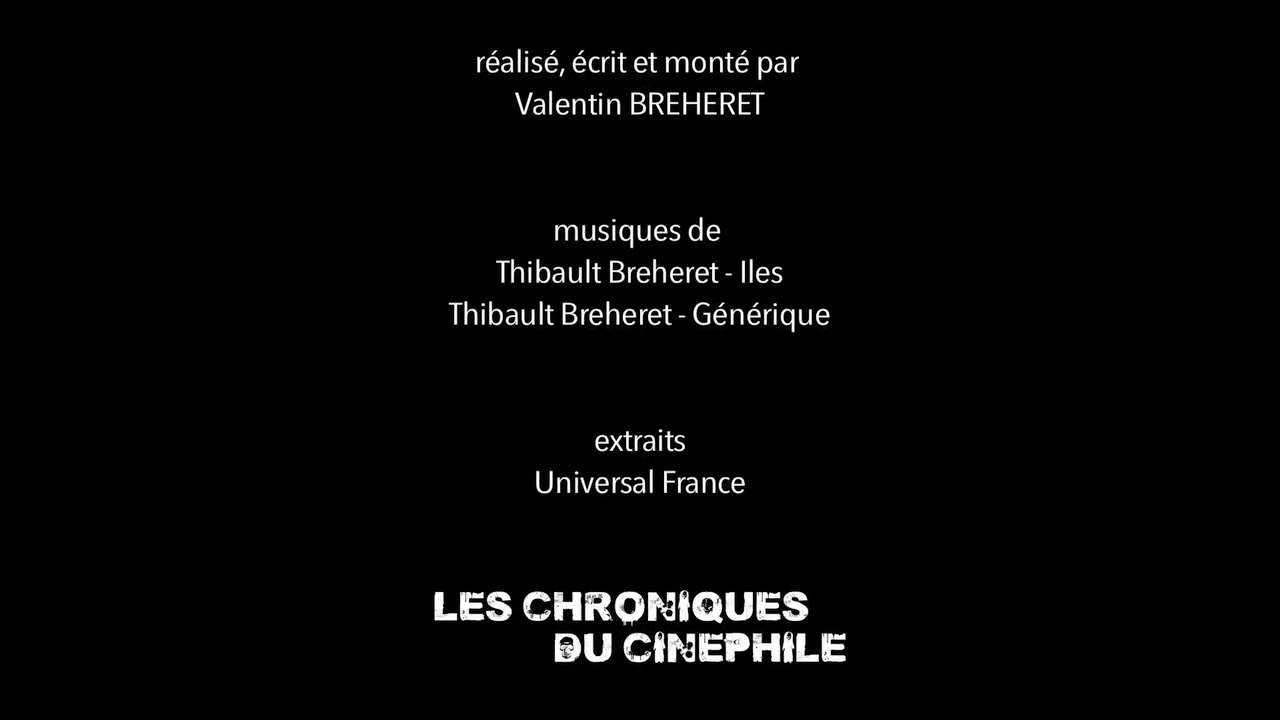 réalisé, écrit et monté par
Valentin BREHERET
musiques de
Thibault Breheret - Iles
Thibault Breheret - Générique
extraits
Universal France
LES CHRONIQUES
DU CINEPHILE